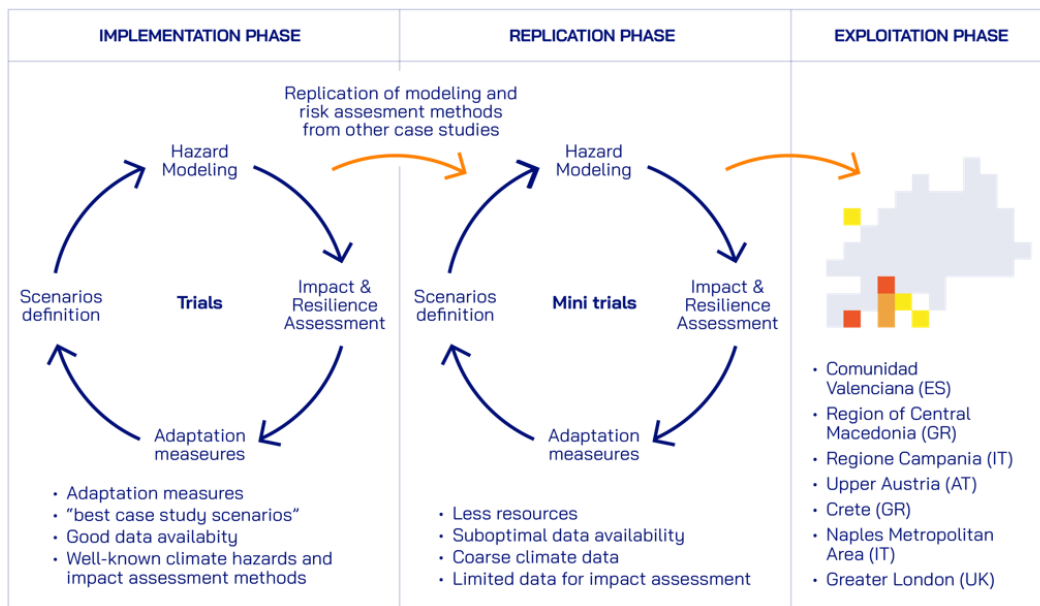 IMPLEMENTATION PHASE
REPLICATION PHASE
EXPLOITATION PHASE
Replication of modeling and
risk assesment methods
from other case studies
Hazard
Modeling
Impact &
Resilience
Assessment
Adaptation
measeures
Scenarios
definition
Trials
• Adaptation measures
• “best case study scenarios”
• Good data availabity
• Well-known climate hazards and
impact assessment methods
Hazard
Modeling
Impact &
Resilience
Assessment
Adaptation
measeures
Scenarios
definition
Mini trials
• Less resources
• Suboptimal data availability
• Coarse climate data
• Limited data for impact assessment
• Comunidad
Valenciana (ES)
• Region of Central
Macedonia (GR)
• Regione Campania (IT)
• Upper Austria (AT)
• Crete (GR)
• Naples Metropolitan
Area (IT)
• Greater London (UK)